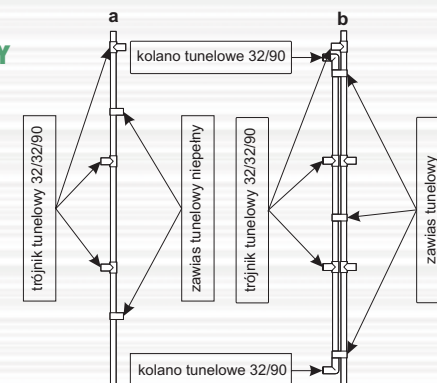 Y
a
b
kolano tunelowe 32/90
trójnik tunelowy 32/32/90
zawias tunelowy niepełny
trójnik tunelowy 32/32/90
zawias tunelowy
kolano tunelowe 32/90